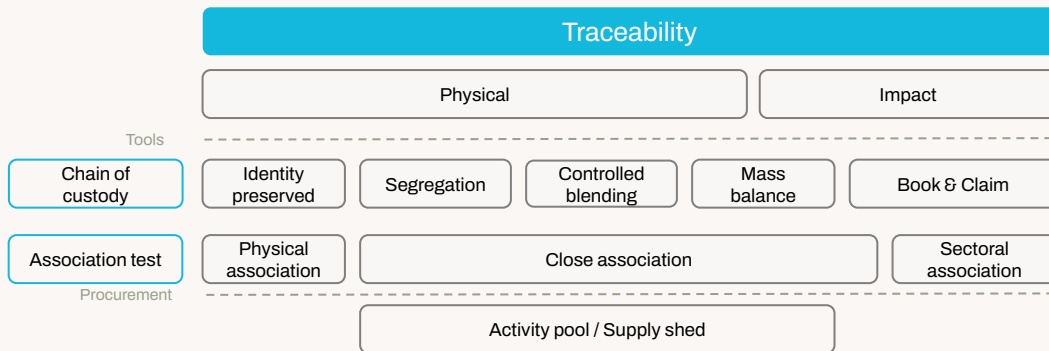 Traceability
Physical
Impact
Tools
Chain of
custody
Identity
preserved
Segregation
Controlled
blending
Mass
balance
Book & Claim
Association test
Physical
association
Close association
Sectoral
association
Procurement
Activity pool / Supply shed